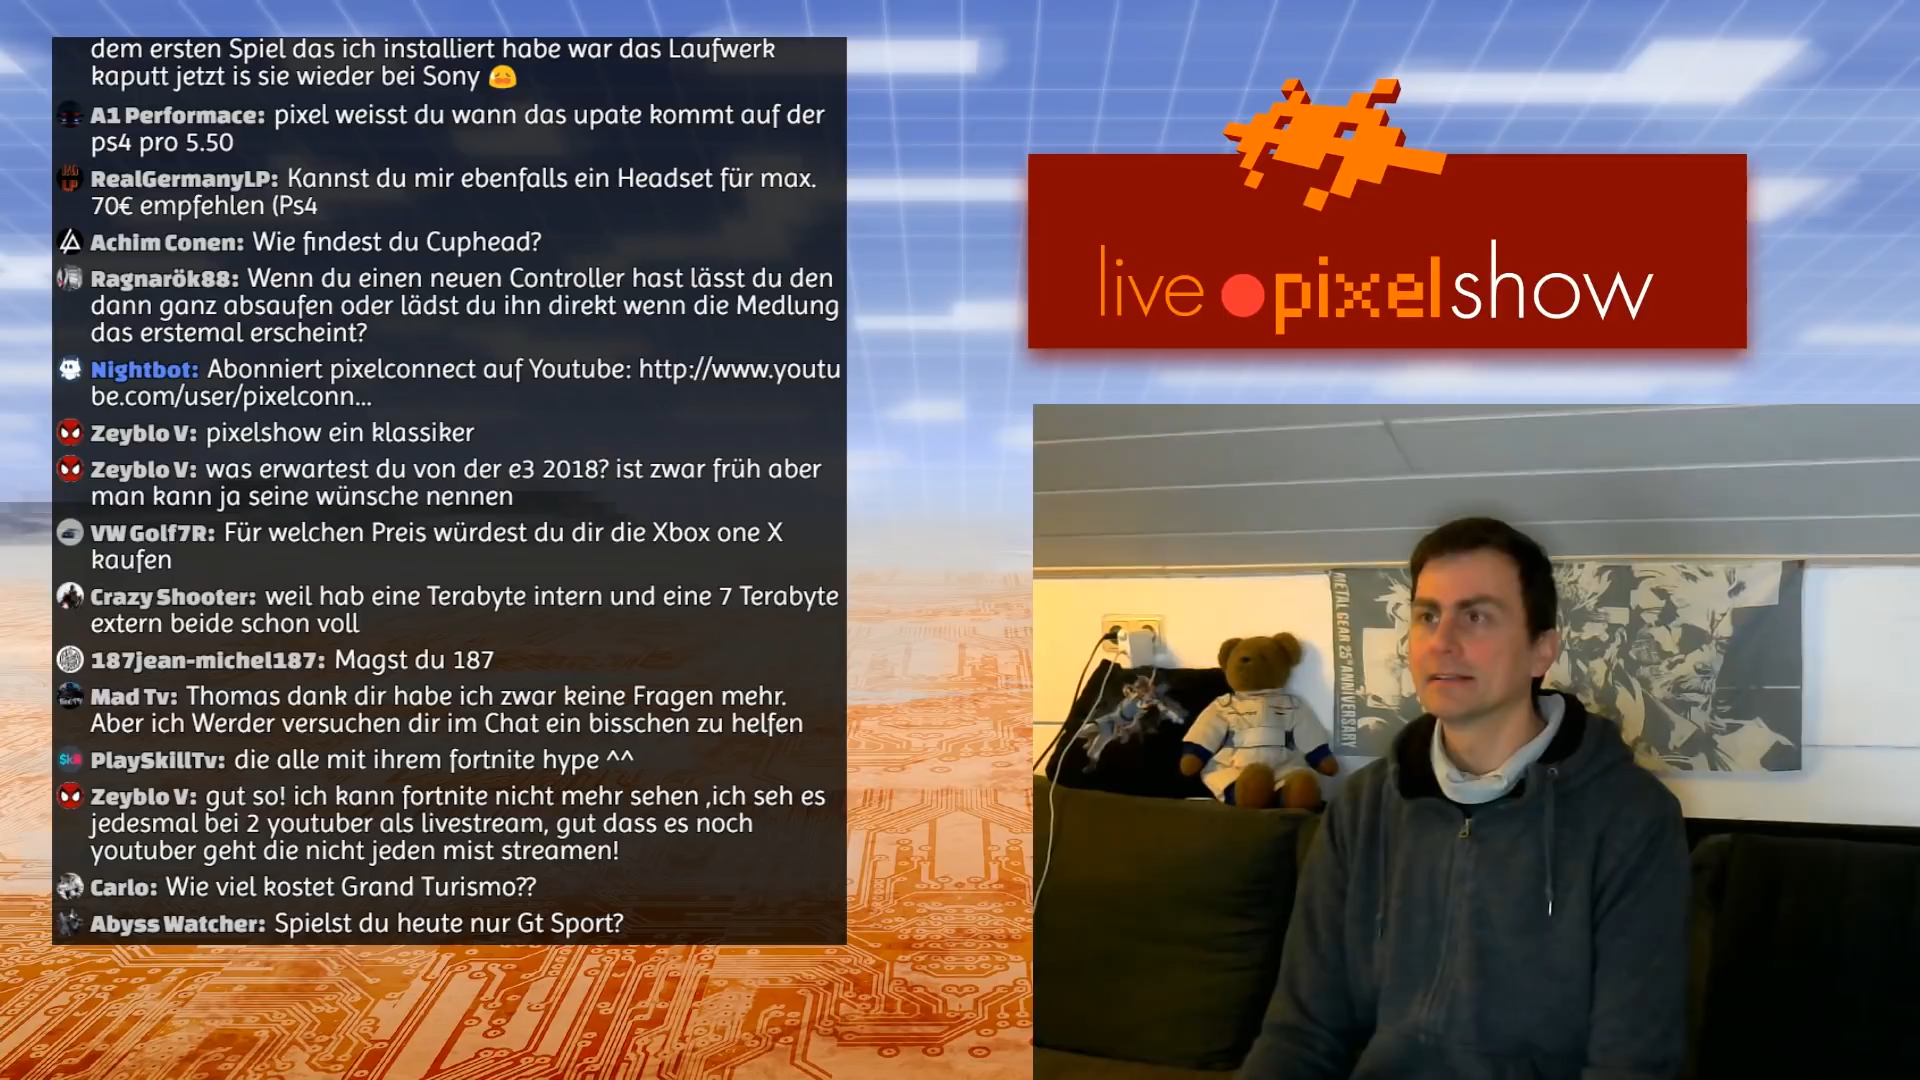 dem ersten Spiel das ich installiert habe war das Laufwerk
kaputt jetzt is sie wieder bei Sony 😩
A1 Performace: pixel weisst du wann das upate kommt auf der
ps4 pro 5.50
RealGermanyLP: Kannst du mir ebenfalls ein Headset für max.
70€ empfehlen (Ps4
Achim Conen: Wie findest du Cuphead?
Ragnarök88: Wenn du einen neuen Controller hast lässt du den
dann ganz absaufen oder lädst du ihn direkt wenn die Medlung
das erstemal erscheint?
Nightbot: Abonniert pixelconnect auf Youtube: http://www.youtu
be.com/user/pixelconn...
Zeyblo V: pixelshow ein klassiker
Zeyblo V: was erwartest du von der e3 2018? ist zwar früh aber
man kann ja seine wünsche nennen
VW Golf7R: Für welchen Preis würdest du dir die Xbox one X
kaufen
Crazy Shooter: weil hab eine Terabyte intern und eine 7 Terabyte
extern beide schon voll
187jean-michel187: Magst du 187
Mad Tv: Thomas dank dir habe ich zwar keine Fragen mehr.
Aber ich Werder versuchen dir im Chat ein bisschen zu helfen
PlaySkillTv: die alle mit ihrem fortnite hype ^^
Zeyblo V: gut so! ich kann fortnite nicht mehr sehen ,ich seh es
jedesmal bei 2 youtuber als livestream, gut dass es noch
youtuber geht die nicht jeden mist streamen!
Carlo: Wie viel kostet Grand Turismo??
Abyss Watcher: Spielst du heute nur Gt Sport?
live pixelshow
METAL GEAR 25th ANNIVERSARY